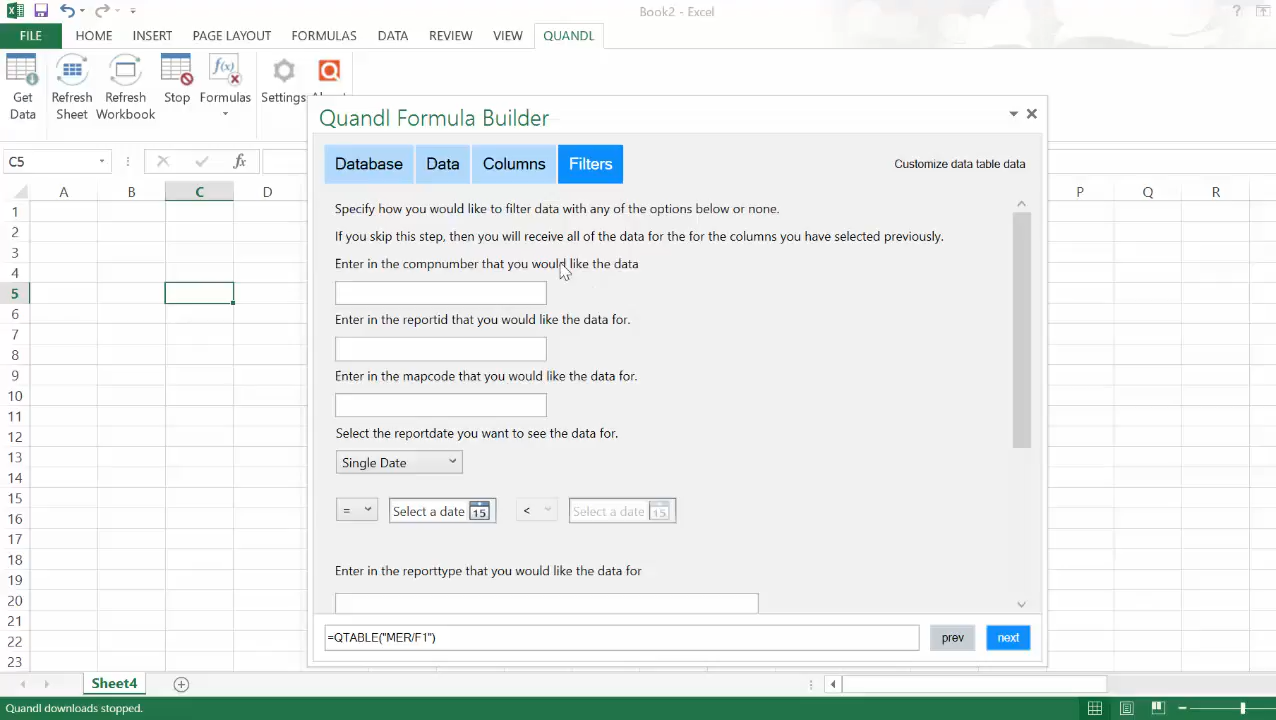 Book2 - Excel
FILE HOME INSERT PAGE LAYOUT FORMULAS DATA REVIEW VIEW QUANDL
Get Data
Refresh Sheet
Refresh Workbook
Stop
Formulas
Settings
Quandl Formula Builder
C5
fx
Database Data Columns Filters
Customize data table data
A B C D P Q R
Specify how you would like to filter data with any of the options below or none.
If you skip this step, then you will receive all of the data for the for the columns you have selected previously.
Enter in the compnumber that you would like the data
Enter in the reportid that you would like the data for.
Enter in the mapcode that you would like the data for.
Select the reportdate you want to see the data for.
Single Date
= Select a date 15 < Select a date 15
Enter in the reporttype that you would like the data for
=QTABLE("MER/F1")
prev next
1
2
3
4
5
6
7
8
9
10
11
12
13
14
15
16
17
18
19
20
21
22
23
Sheet4
Quandl downloads stopped.